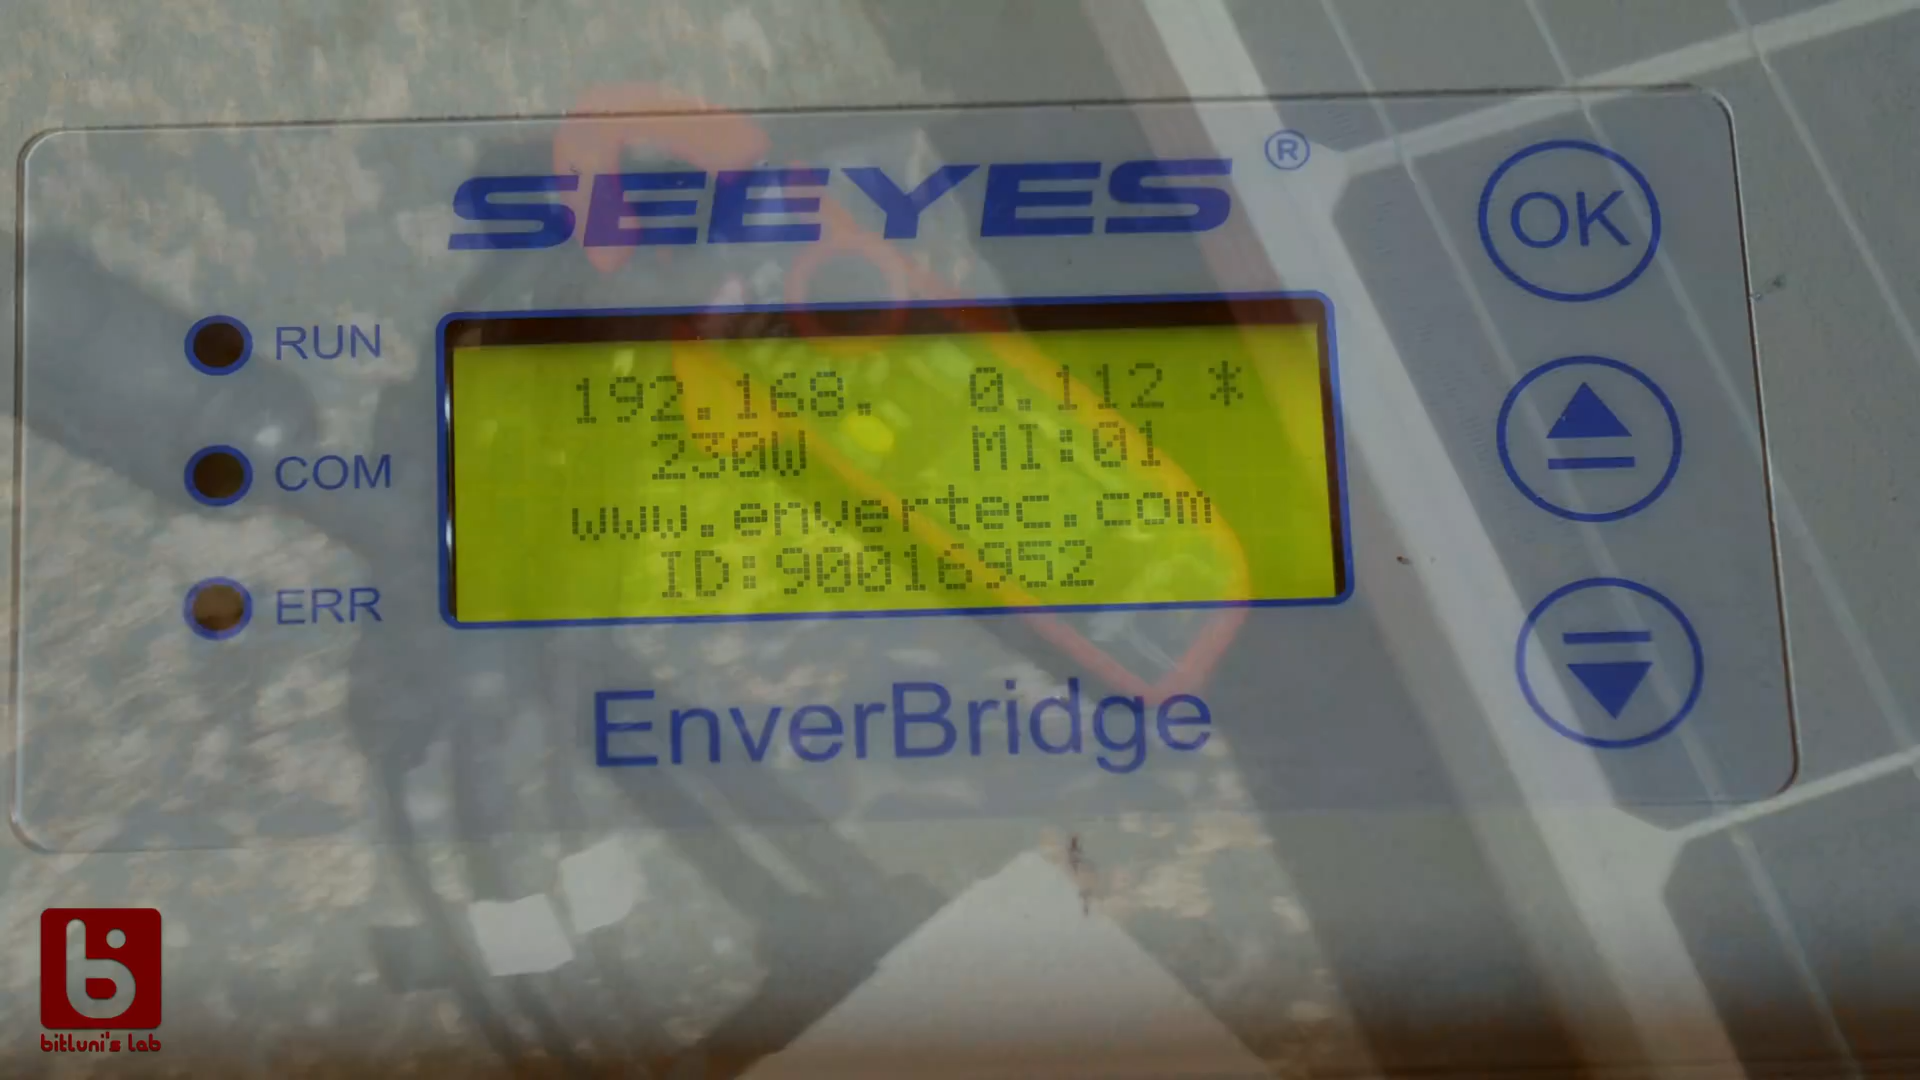 SEEYES ®
OK
RUN
192.168.  0.112 *
230W  MI:01
COM
www.envertec.com
ID:90016952
ERR
EnverBridge
bitluni's lab